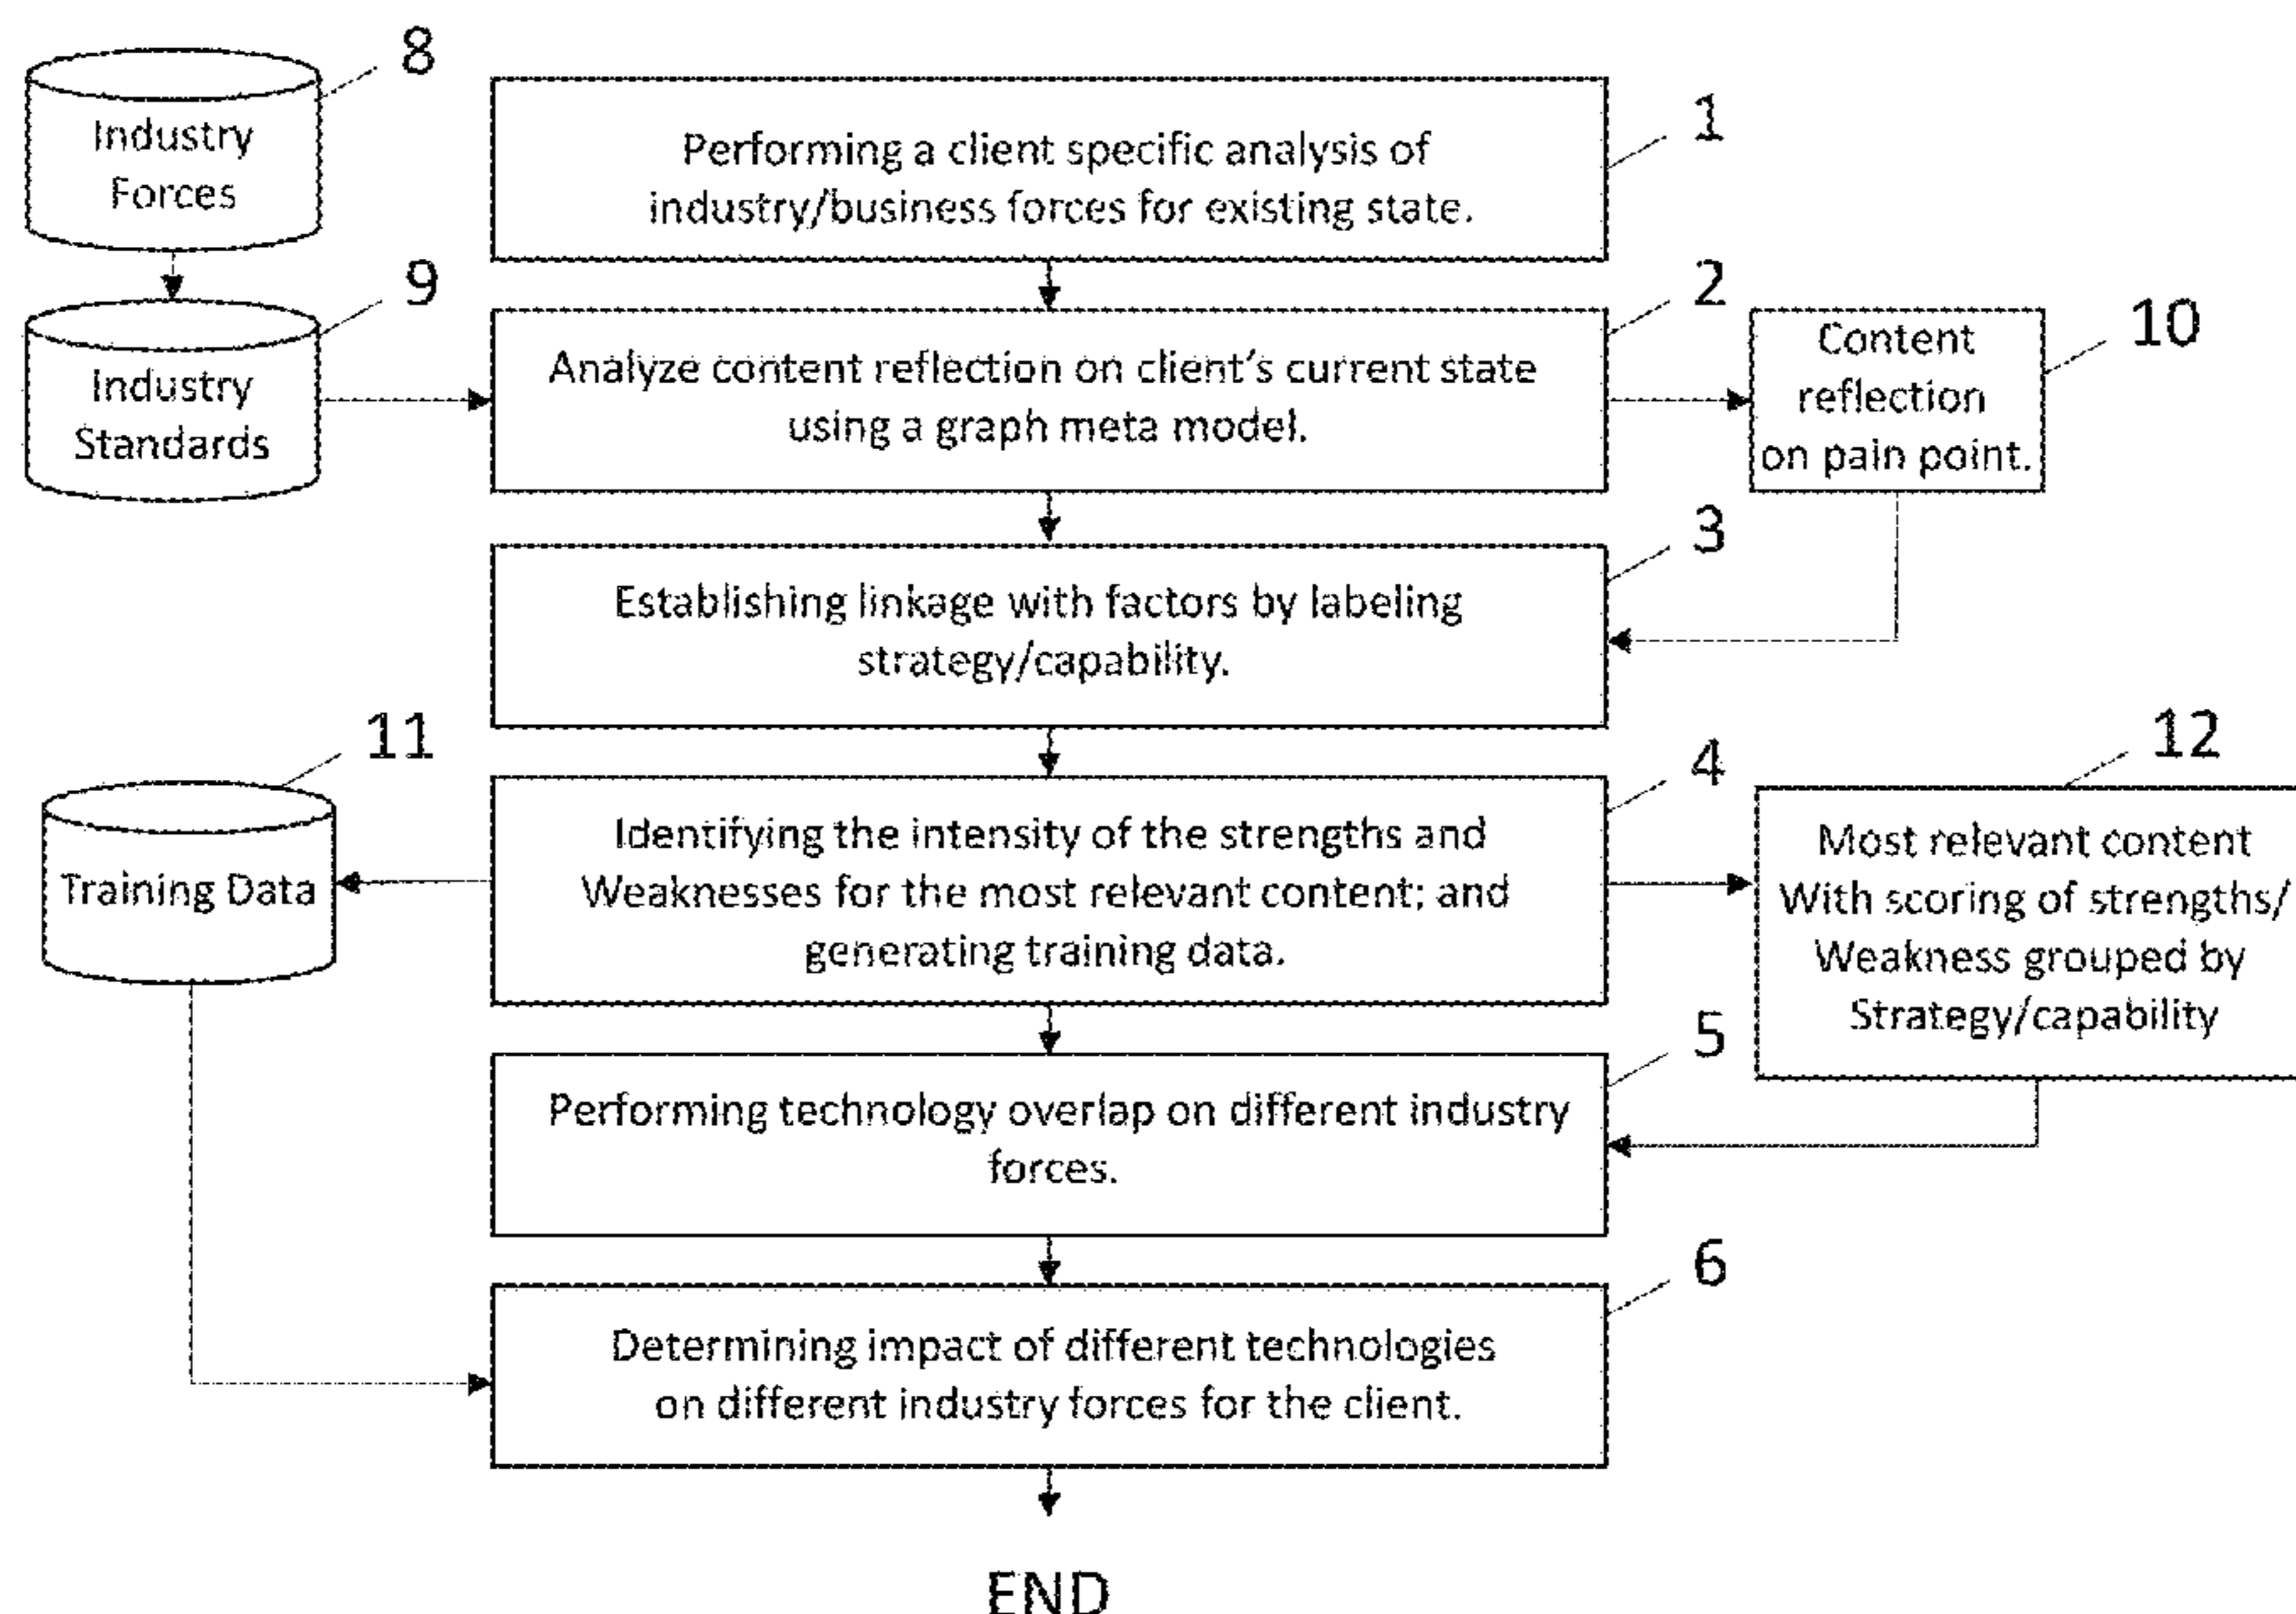 8
Industry
Forces
1
Performing a client specific analysis of
industry/business forces for existing state.
9
Industry
Standards
2
Analyze content reflection on client's current state
using a graph meta model.
10
Content
reflection
on pain point.
3
Establishing linkage with factors by labeling
strategy/capability.
11
Training Data
4
Identifying the intensity of the strengths and
Weaknesses for the most relevant content; and
generating training data.
12
Most relevant content
With scoring of strengths/
Weakness grouped by
Strategy/capability
5
Performing technology overlap on different industry
forces.
6
Determining impact of different technologies
on different industry forces for the client.
END